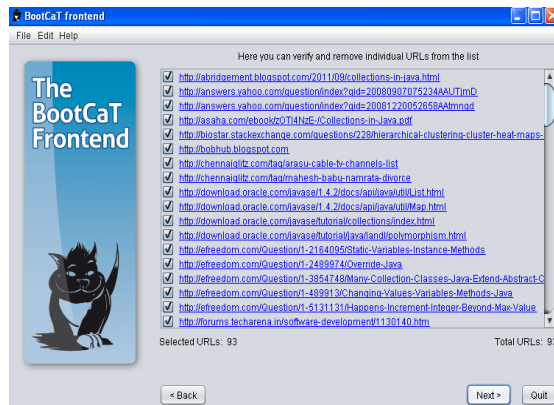 BootCaT frontend
File Edit Help
Here you can verify and remove individual URLs from the list
The
BootCaT
Frontend
http://abridgement.blogspot.com/2011/09/collections-in-java.html
http://answers.yahoo.com/question/index?qid=20080907075234AAUTjmD
http://answers.yahoo.com/question/index?qid=20081220052658AAtmnqd
http://asaha.com/ebook/zOTI4NzE-/Collections-in-Java.pdf
http://biostar.stackexchange.com/questions/228/hierarchical-clustering-cluster-heat-maps-
http://bobhub.blogspot.com
http://chennaiglitz.com/tag/arasu-cable-tv-channels-list
http://chennaiglitz.com/tag/mahesh-babu-namrata-divorce
http://download.oracle.com/javase/1.4.2/docs/api/java/util/List.html
http://download.oracle.com/javase/1.4.2/docs/api/java/util/Map.html
http://download.oracle.com/javase/tutorial/collections/index.html
http://download.oracle.com/javase/tutorial/java/IandI/polymorphism.html
http://efreedom.com/Question/1-2164095/Static-Variables-Instance-Methods
http://efreedom.com/Question/1-2489974/Override-Java
http://efreedom.com/Question/1-3854748/Many-Collection-Classes-Java-Extend-Abstract-C
http://efreedom.com/Question/1-489913/Changing-Values-Variables-Methods-Java
http://efreedom.com/Question/1-5131131/Happens-Increment-Integer-Beyond-Max-Value
http://forums.techarena.in/software-development/1130140.htm
Selected URLs: 93
Total URLs: 93
< Back
Next >
Quit